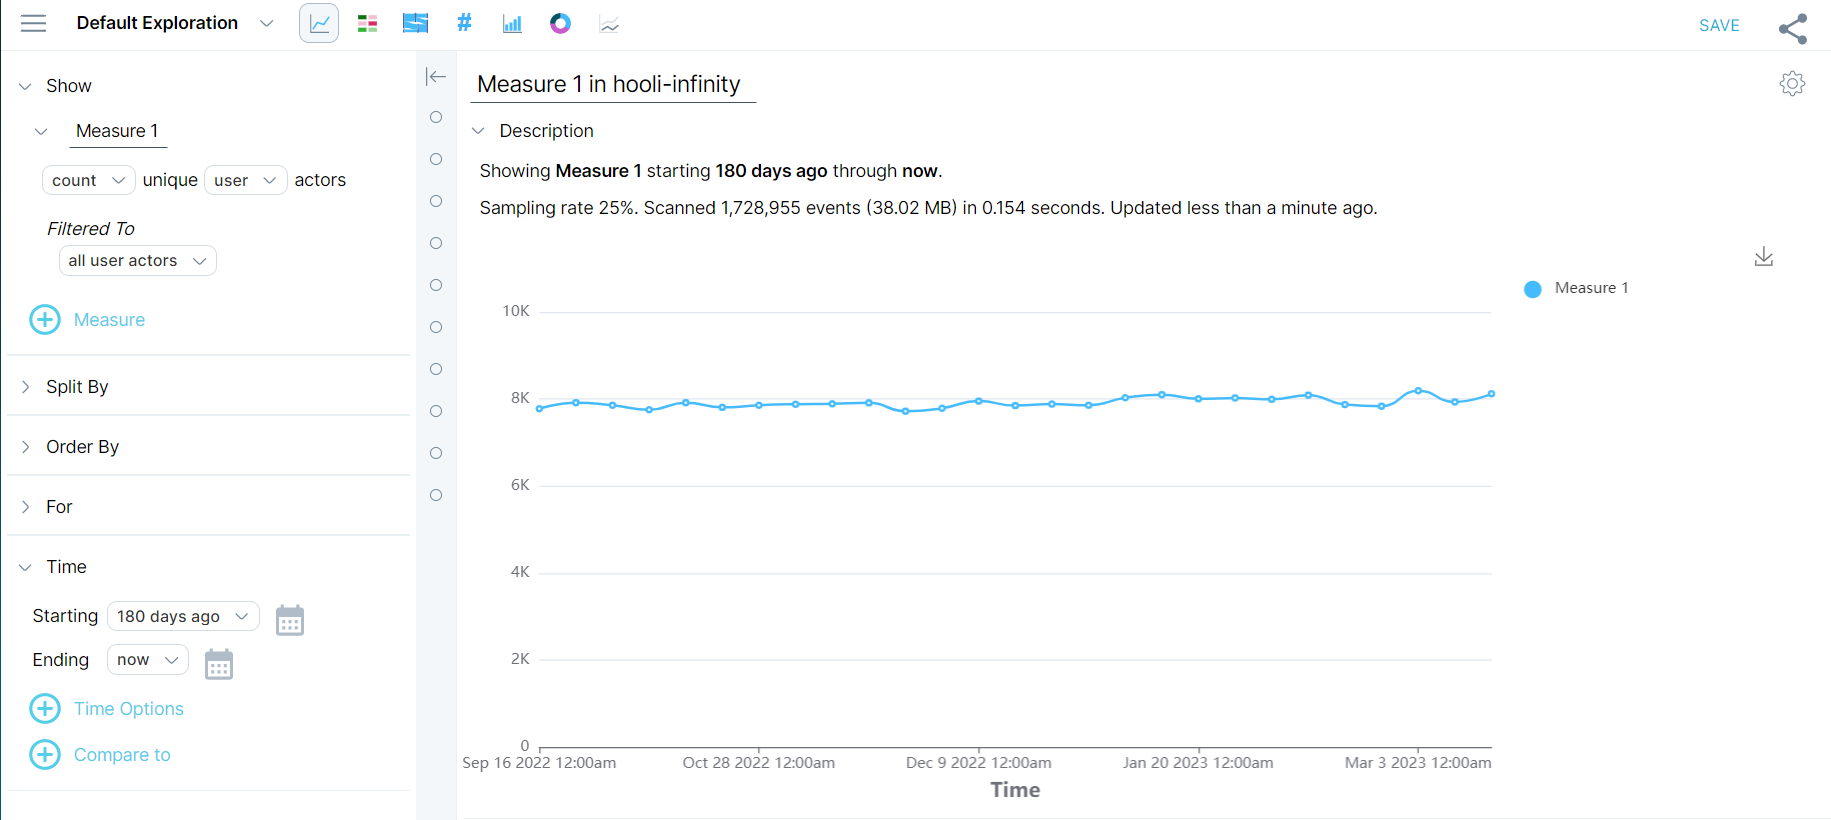 Default Exploration
#
SAVE
Show
Measure 1
count unique user actors
Filtered To
all user actors
Measure
Split By
Order By
For
Time
Starting 180 days ago
Ending now
Time Options
Compare to
Measure 1 in hooli-infinity
Description
Showing Measure 1 starting 180 days ago through now.
Sampling rate 25%. Scanned 1,728,955 events (38.02 MB) in 0.154 seconds. Updated less than a minute ago.
Measure 1
10K
8K
6K
4K
2K
0
Sep 16 2022 12:00am Oct 28 2022 12:00am Dec 9 2022 12:00am Jan 20 2023 12:00am Mar 3 2023 12:00am
Time